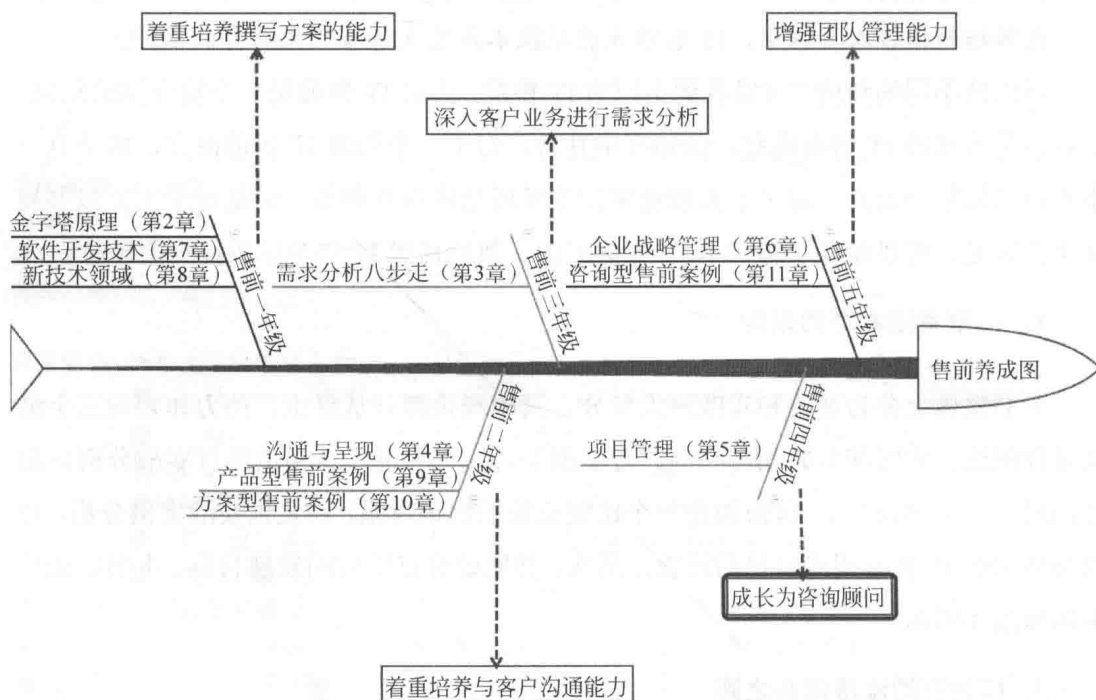 着重培养撰写方案的能力
增强团队管理能力
深入客户业务进行需求分析
金字塔原理（第2章）
软件开发技术（第7章）
新技术领域（第8章）
售前一年级
需求分析八步走（第3章）
售前三年级
企业战略管理（第6章）
咨询型售前案例（第11章）
售前五年级
售前养成图
沟通与呈现（第4章）
产品型售前案例（第9章）
方案型售前案例（第10章）
售前二年级
项目管理（第5章）
售前四年级
成长为咨询顾问
着重培养与客户沟通能力